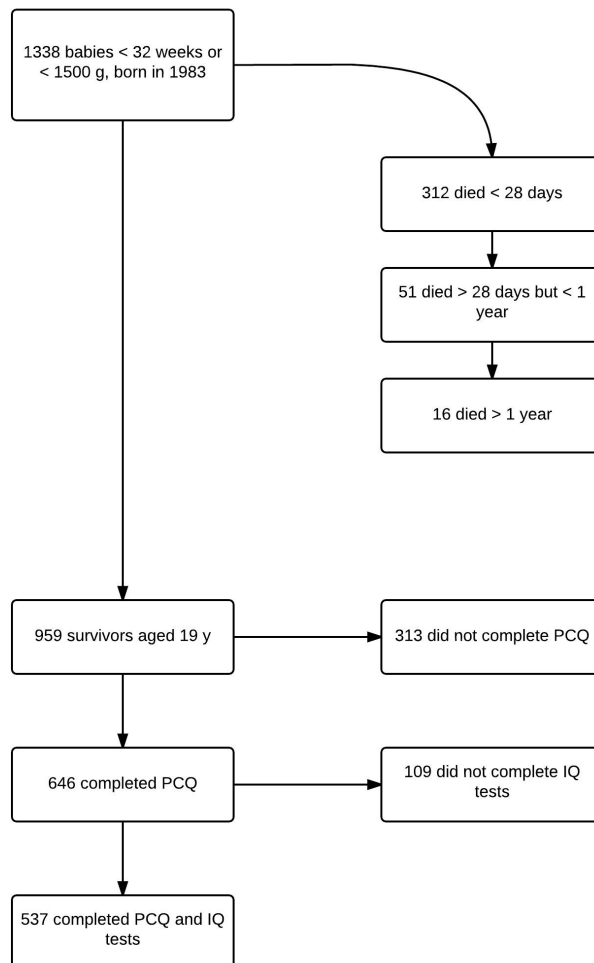 1338 babies < 32 weeks or
< 1500 g, born in 1983
312 died < 28 days
51 died > 28 days but < 1
year
16 died > 1 year
959 survivors aged 19 y
313 did not complete PCQ
646 completed PCQ
109 did not complete IQ
tests
537 completed PCQ and IQ
tests